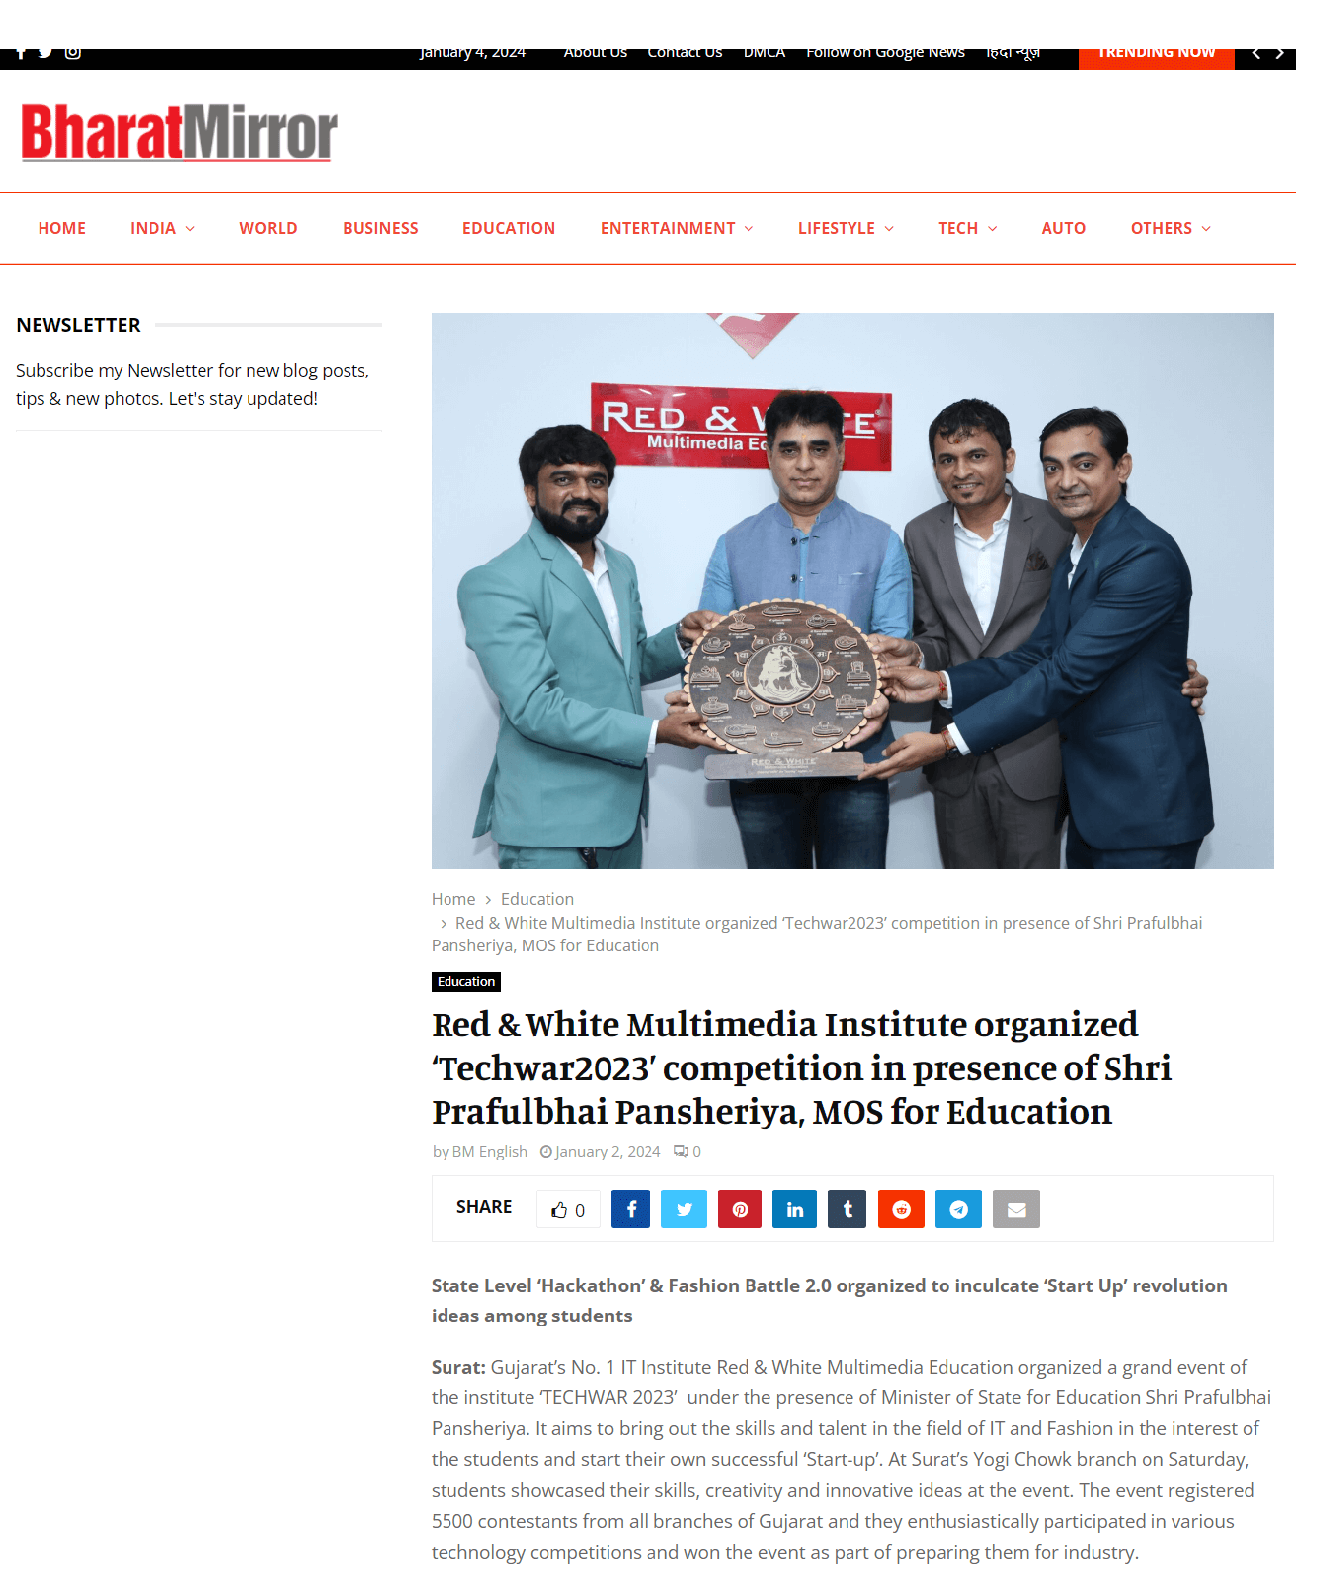 January 4, 2024 About Us Contact Us DMCA Follow on Google News हिंदी न्यूज़ TRENDING NOW
BharatMirror
HOME INDIA WORLD BUSINESS EDUCATION ENTERTAINMENT LIFESTYLE TECH AUTO OTHERS
NEWSLETTER
Subscribe my Newsletter for new blog posts,
tips & new photos. Let's stay updated!
RED & W E
Multimedia
RED & WHITE
Home > Education
> Red & White Multimedia Institute organized ‘Techwar2023’ competition in presence of Shri Prafulbhai
Pansheriya, MOS for Education
Education
Red & White Multimedia Institute organized
‘Techwar2023’ competition in presence of Shri
Prafulbhai Pansheriya, MOS for Education
by BM English January 2, 2024 0
SHARE 0
State Level ‘Hackathon’ & Fashion Battle 2.0 organized to inculcate ‘Start Up’ revolution
ideas among students
Surat: Gujarat’s No. 1 IT Institute Red & White Multimedia Education organized a grand event of
the institute ‘TECHWAR 2023’ under the presence of Minister of State for Education Shri Prafulbhai
Pansheriya. It aims to bring out the skills and talent in the field of IT and Fashion in the interest of
the students and start their own successful ‘Start-up’. At Surat’s Yogi Chowk branch on Saturday,
students showcased their skills, creativity and innovative ideas at the event. The event registered
5500 contestants from all branches of Gujarat and they enthusiastically participated in various
technology competitions and won the event as part of preparing them for industry.